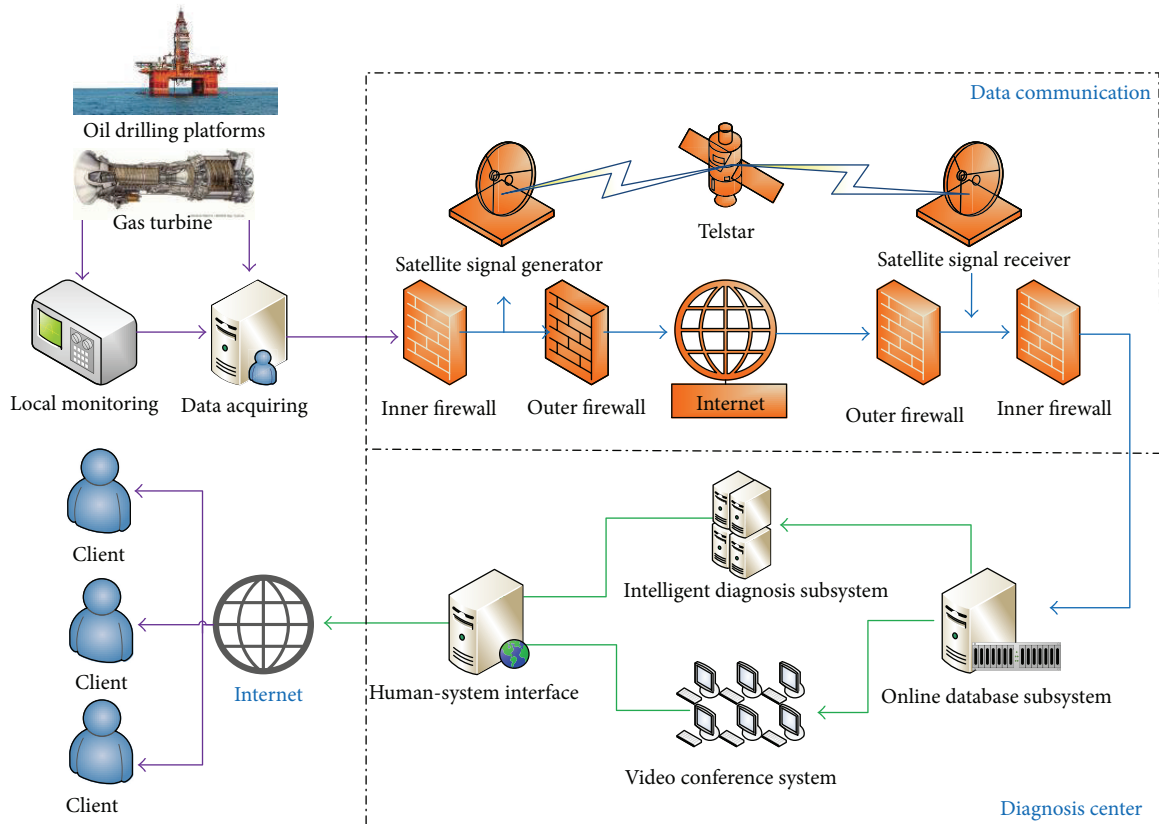 Data communication
Oil drilling platforms
Gas turbine
Telstar
Satellite signal generator
Satellite signal receiver
Local monitoring
Data acquiring
Inner firewall
Outer firewall
Internet
Outer firewall
Inner firewall
Client
Intelligent diagnosis subsystem
Client
Internet
Human-system interface
Online database subsystem
Video conference system
Client
Diagnosis center